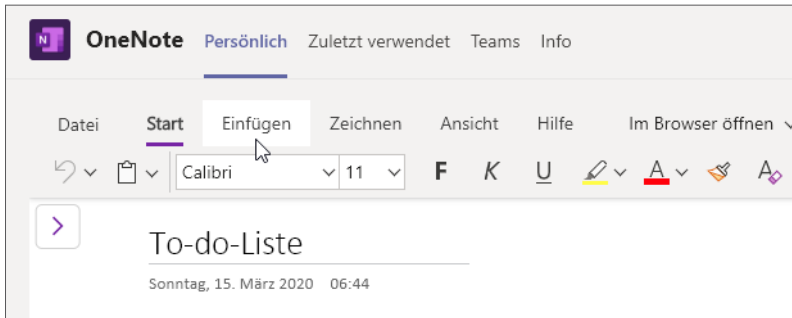 OneNote Persönlich Zuletzt verwendet Teams Info
Datei Start Einfügen Zeichnen Ansicht Hilfe Im Browser öffnen
Calibri 11 F K U A A
To-do-Liste
Sonntag, 15. März 2020 06:44